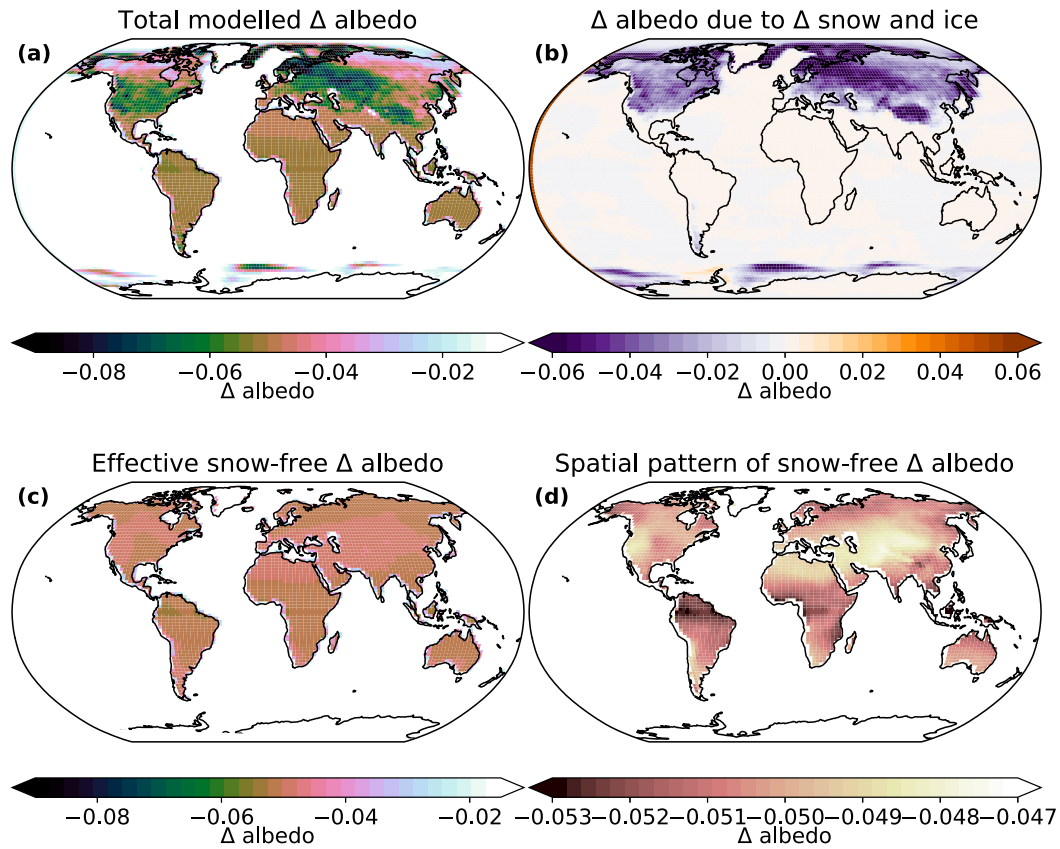 Total modelled Δ albedo
Δ albedo due to Δ snow and ice
(a)
(b)
−0.08 −0.06 −0.04 −0.02
Δ albedo
−0.06 −0.04 −0.02 0.00 0.02 0.04 0.06
Δ albedo
Effective snow-free Δ albedo
Spatial pattern of snow-free Δ albedo
(c)
(d)
−0.08 −0.06 −0.04 −0.02
Δ albedo
−0.053 −0.052 −0.051 −0.050 −0.049 −0.048 −0.047
Δ albedo